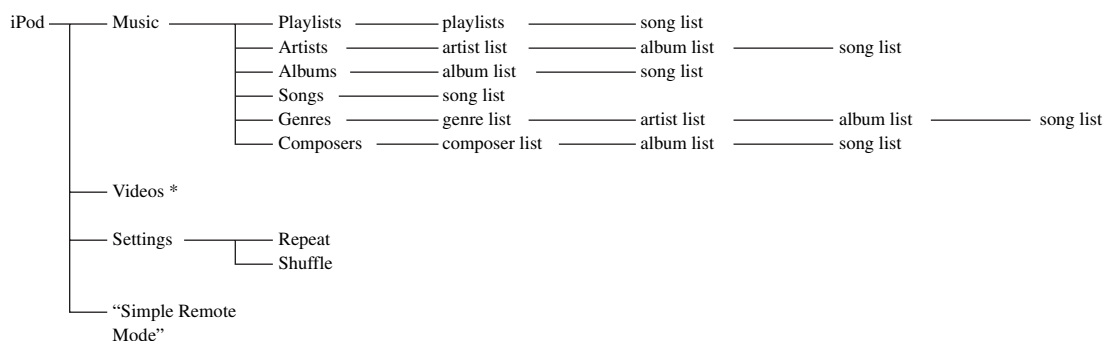 iPod Music Playlists playlists song list
Artists artist list album list song list
Albums album list song list
Songs song list
Genres genre list artist list album list song list
Composers composer list album list song list
Videos *
Settings Repeat
Shuffle
“Simple Remote
Mode”